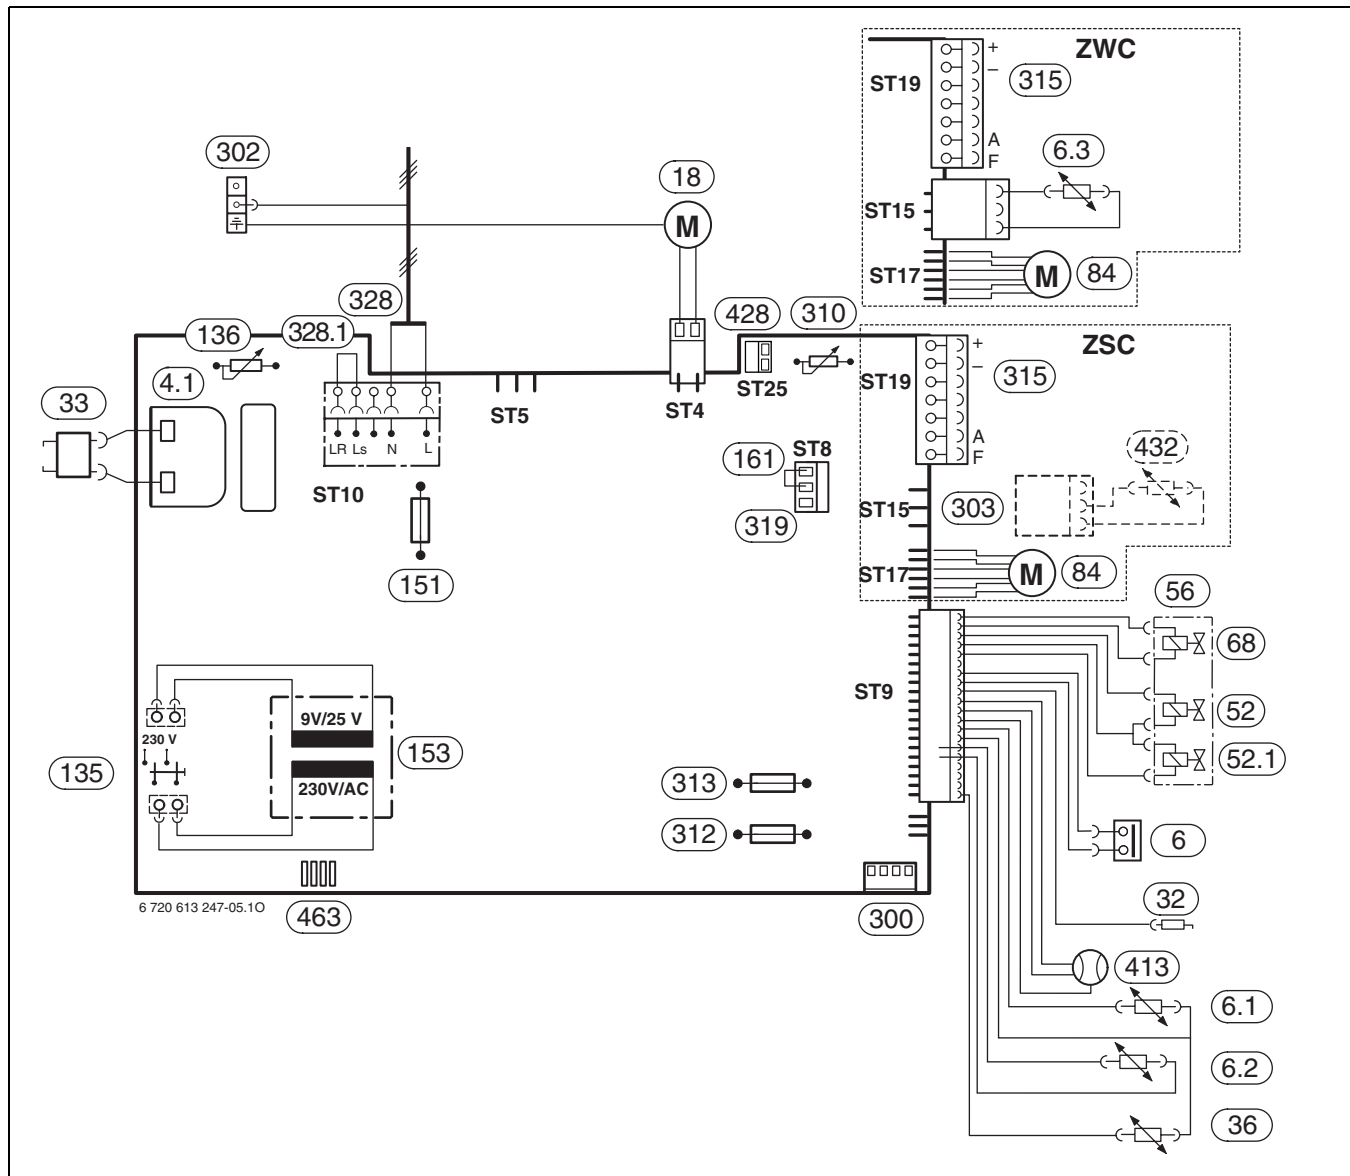 ZWC
+
–
315
ST19
A
F
302
6.3
18
M
ST15
ST17
M
84
328
428
310
136
328.1
ZSC
+
–
4.1
ST25
ST19
315
33
ST5
ST4
LR Ls N L
ST8
A
F
432
161
ST10
303
ST15
319
151
ST17
M
84
56
68
ST9
52
9V/25 V
230 V
153
52.1
135
313
230V/AC
312
6
463
6 720 613 247-05.1O
300
32
413
6.1
6.2
36